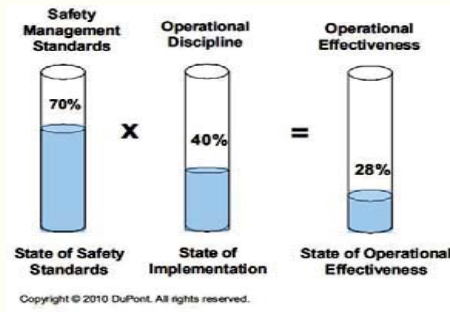 Safety
Management
Standards
Operational
Discipline
Operational
Effectiveness
70%
X
40%
=
28%
State of Safety
Standards
State of
Implementation
State of Operational
Effectiveness
Copyright © 2010 DuPont. All rights reserved.